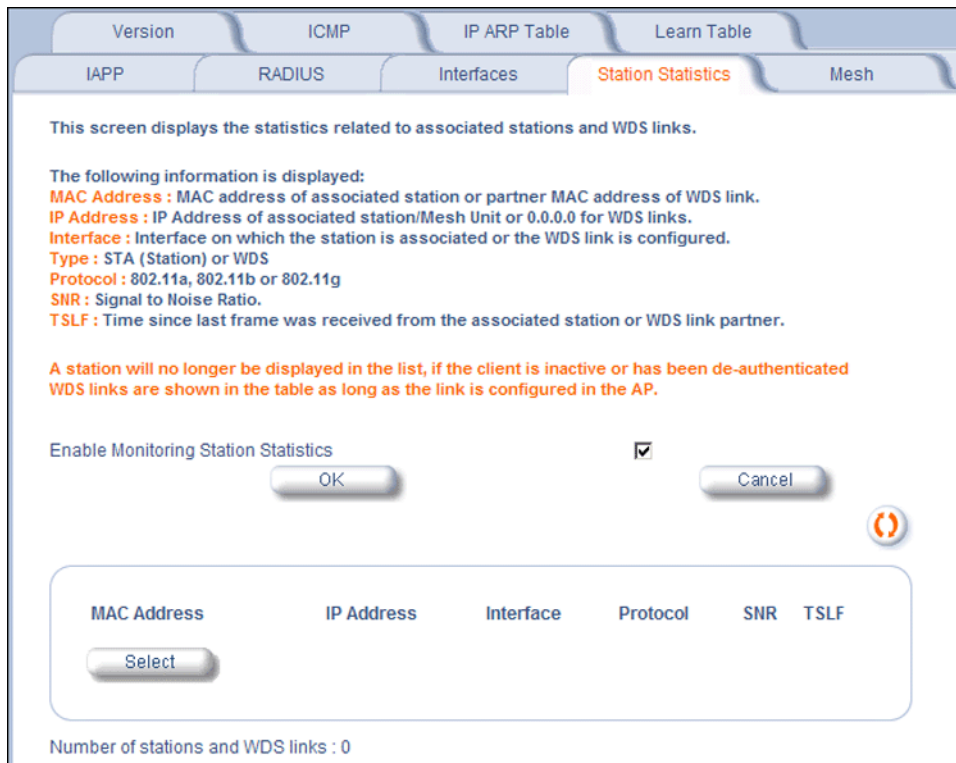 Version ICMP IP ARP Table Learn Table
IAPP RADIUS Interfaces Station Statistics Mesh
This screen displays the statistics related to associated stations and WDS links.
The following information is displayed:
MAC Address : MAC address of associated station or partner MAC address of WDS link.
IP Address : IP Address of associated station/Mesh Unit or 0.0.0.0 for WDS links.
Interface : Interface on which the station is associated or the WDS link is configured.
Type : STA (Station) or WDS
Protocol : 802.11a, 802.11b or 802.11g
SNR : Signal to Noise Ratio.
TSLF : Time since last frame was received from the associated station or WDS link partner.
A station will no longer be displayed in the list, if the client is inactive or has been de-authenticated
WDS links are shown in the table as long as the link is configured in the AP.
Enable Monitoring Station Statistics
OK Cancel
MAC Address IP Address Interface Protocol SNR TSLF
Select
Number of stations and WDS links : 0